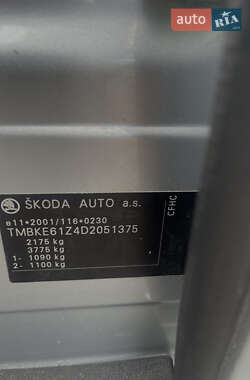 auto RIA
ŠKODA AUTO a.s.
e11*2001/116*0230
TMBKE61Z4D2051375
2175 kg
3775 kg
1- 1090 kg
2- 1100 kg
CFHC